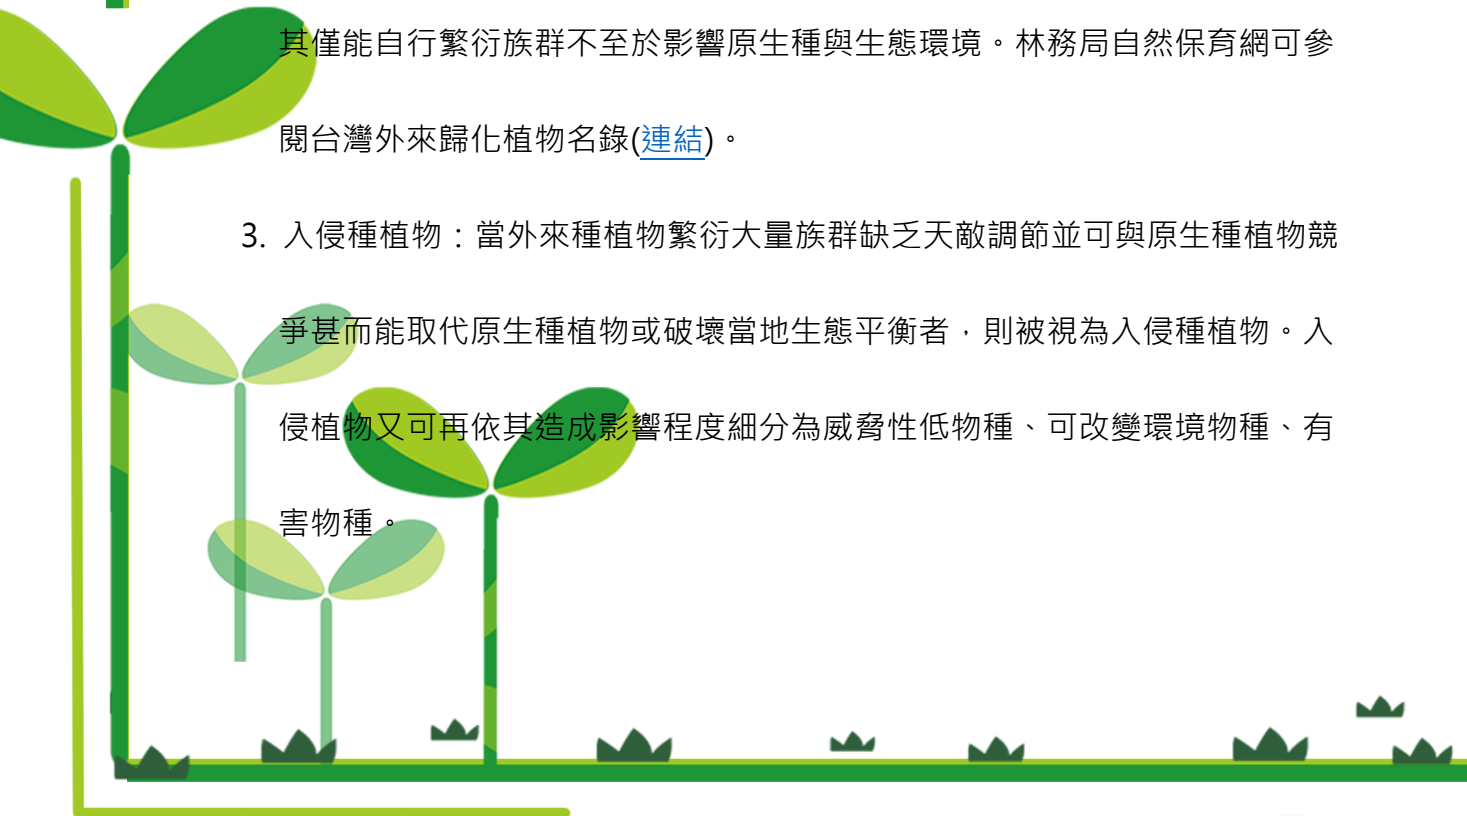 其僅能自行繁衍族群不至於影響原生種與生態環境。林務局自然保育網可參
閱台灣外來歸化植物名錄(連結)。
3. 入侵種植物：當外來種植物繁衍大量族群缺乏天敵調節並可與原生種植物競
爭甚而能取代原生種植物或破壞當地生態平衡者，則被視為入侵種植物。入
侵植物又可再依其造成影響程度細分為威脅性低物種、可改變環境物種、有
害物種。